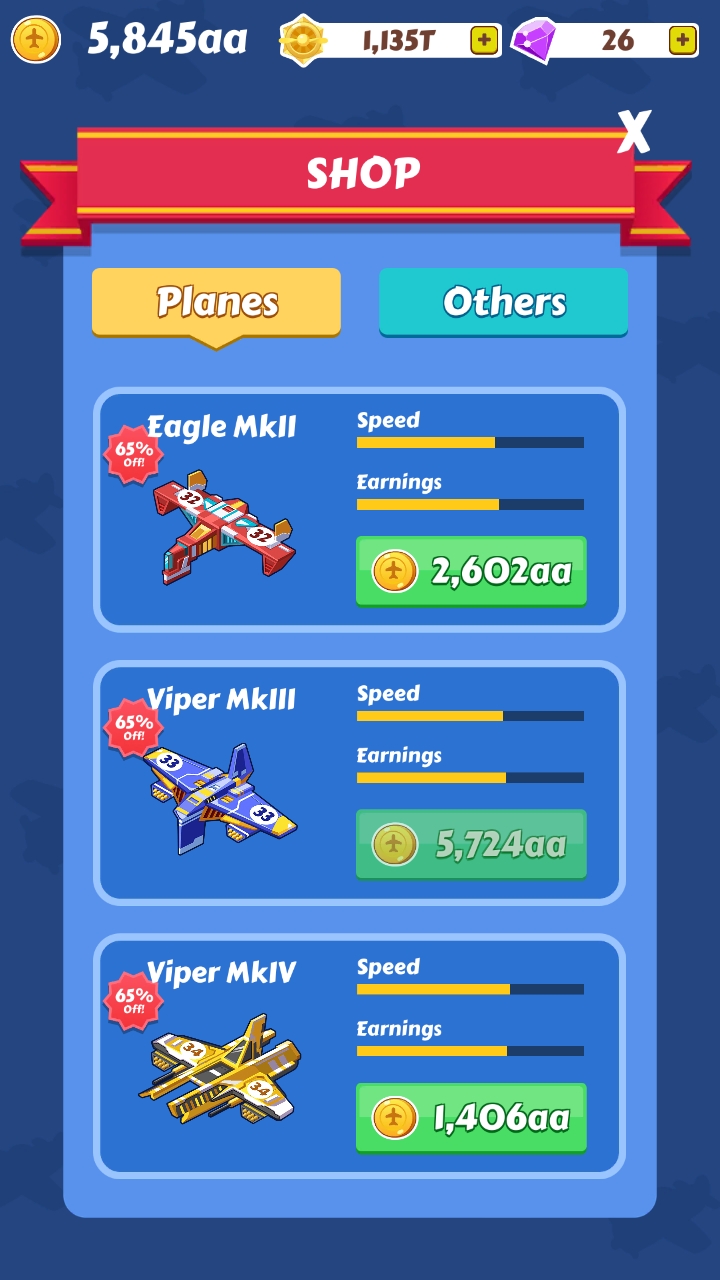 5,845aa 1,135T + 26 +
X
SHOP
Planes Others
Eagle MkII
65%
Off!
32
32
Speed
Earnings
2,602aa
Viper MkIII
65%
Off!
33
33
Speed
Earnings
5,724aa
Viper MkIV
65%
Off!
34
34
Speed
Earnings
1,406aa